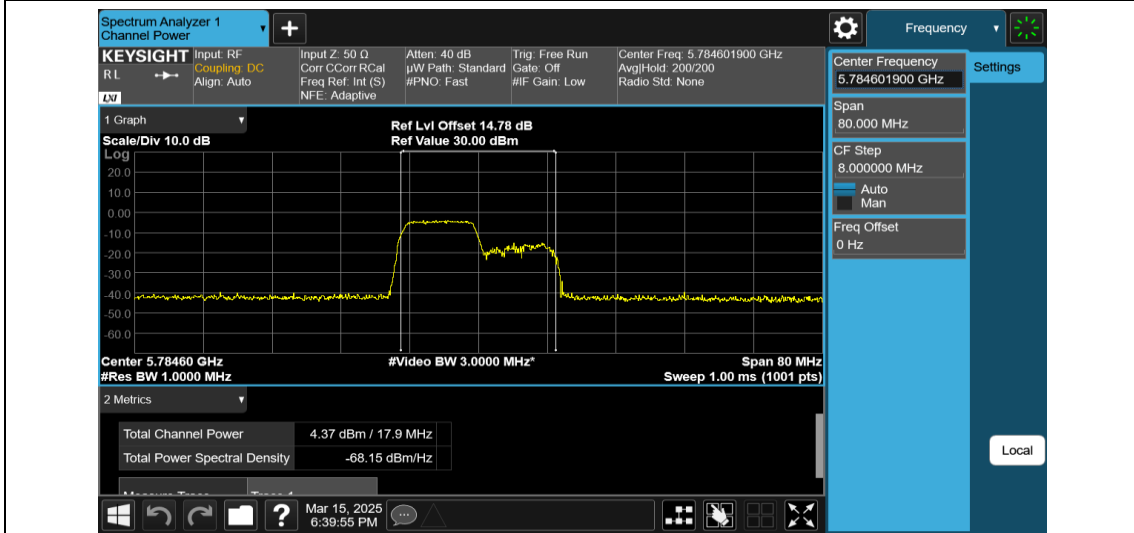 Spectrum Analyzer 1
Channel Power
Frequency
KEYSIGHT
Input: RF
Coupling: DC
Align: Auto
R L
LXI
Input Z: 50 Ω
Corr CCorr RCal
Freq Ref: Int (S)
NFE: Adaptive
Atten: 40 dB
µW Path: Standard
#PNO: Fast
Trig: Free Run
Gate: Off
#IF Gain: Low
Center Freq: 5.784601900 GHz
Avg|Hold: 200/200
Radio Std: None
Center Frequency
5.784601900 GHz
Settings
Span
80.000 MHz
CF Step
8.000000 MHz
Auto
Man
Freq Offset
0 Hz
1 Graph
Scale/Div 10.0 dB
Ref Lvl Offset 14.78 dB
Ref Value 30.00 dBm
Log
20.0
10.0
0.00
-10.0
-20.0
-30.0
-40.0
-50.0
-60.0
Center 5.78460 GHz
#Video BW 3.0000 MHz*
Span 80 MHz
#Res BW 1.0000 MHz
Sweep 1.00 ms (1001 pts)
2 Metrics
Total Channel Power 4.37 dBm / 17.9 MHz
Total Power Spectral Density -68.15 dBm/Hz
Local
Mar 15, 2025
6:39:55 PM